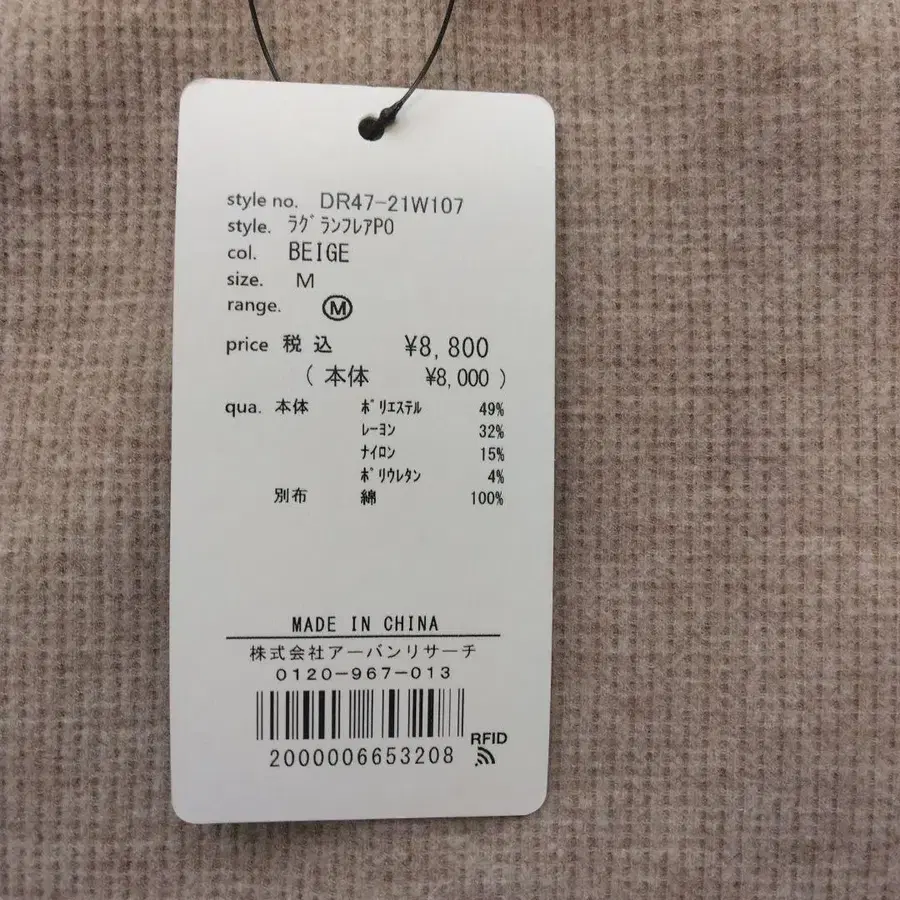 style no. DR47-21W107
style. ﾗｸﾞﾗﾝﾌﾚｱPO
col. BEIGE
size. M
range. Ⓜ
price 税込 ¥8,800
(本体 ¥8,000)
qua. 本体 ﾎﾟﾘｴｽﾃﾙ 49%
ﾚｰﾖﾝ 32%
ﾅｲﾛﾝ 15%
ﾎﾟﾘｳﾚﾀﾝ 4%
別布 綿 100%
MADE IN CHINA
株式会社アーバンリサーチ
0120-967-013
RFID
2000006653208